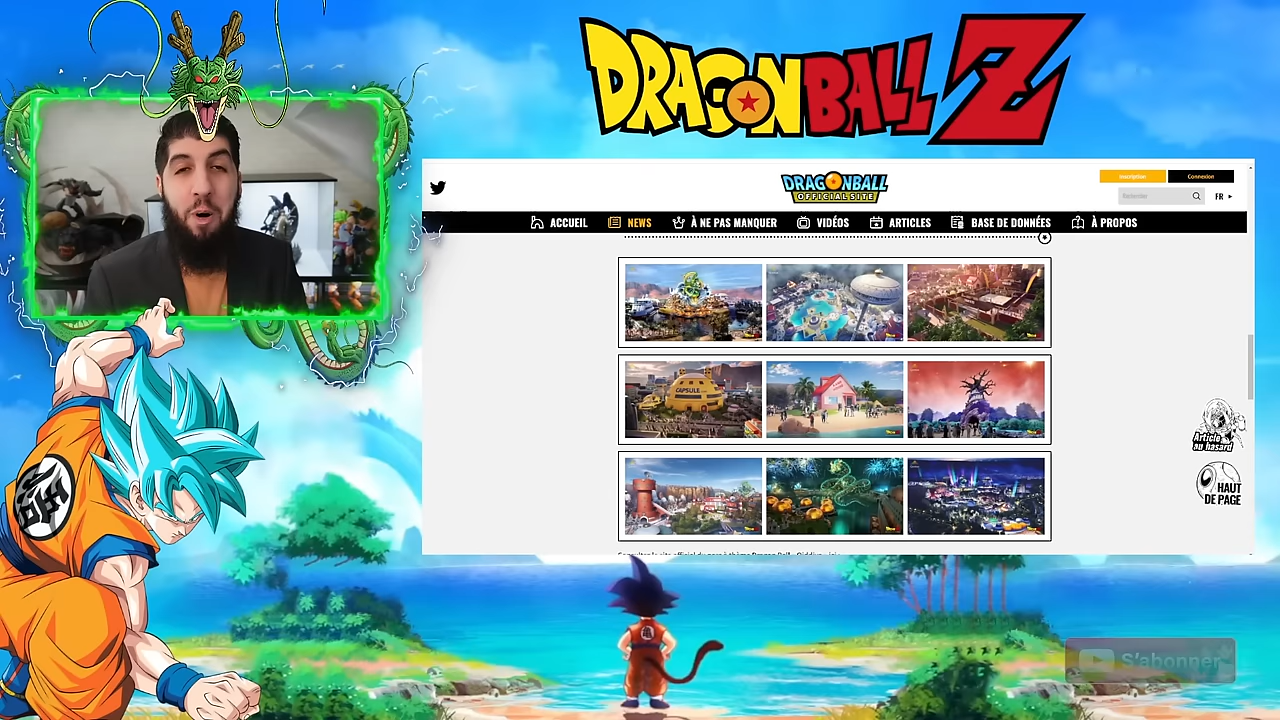 DRAGON BALL Z
DRAGONBALL
OFFICIAL SITE
Inscription
Connexion
FR
ACCUEIL
NEWS
À NE PAS MANQUER
VIDÉOS
ARTICLES
BASE DE DONNÉES
À PROPOS
CAPSULE
Article
au hasard
HAUT
DE PAGE
S'abonner